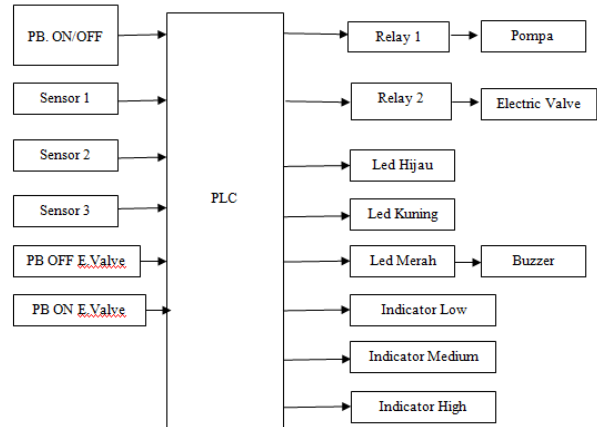 PB. ON/OFF
Sensor 1
Sensor 2
Sensor 3
PB OFF E.Valve
PB ON E.Valve
PLC
Relay 1
Pompa
Relay 2
Electric Valve
Led Hijau
Led Kuning
Led Merah
Buzzer
Indicator Low
Indicator Medium
Indicator High